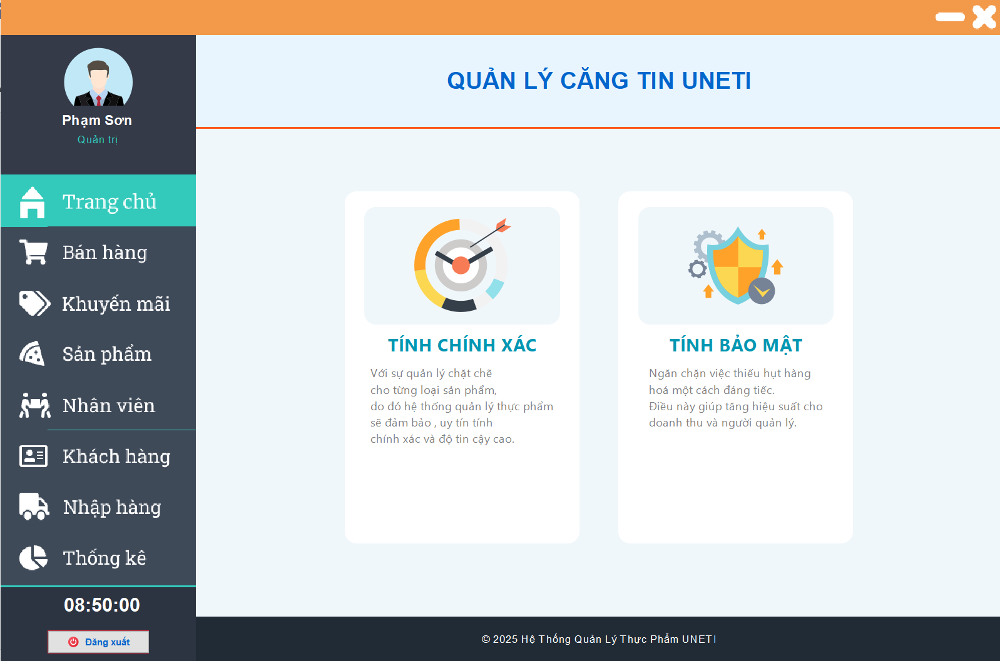 QUẢN LÝ CĂNG TIN UNETI
Phạm Sơn
Quản trị
Trang chủ
Bán hàng
Khuyến mãi
Sản phẩm
Nhân viên
Khách hàng
Nhập hàng
Thống kê
08:50:00
Đăng xuất
TÍNH CHÍNH XÁC
Với sự quản lý chặt chẽ
cho từng loại sản phẩm,
do đó hệ thống quản lý thực phẩm
sẽ đảm bảo , uy tín tính
chính xác và độ tin cậy cao.
TÍNH BẢO MẬT
Ngăn chặn việc thiếu hụt hàng
hoá một cách đáng tiếc.
Điều này giúp tăng hiệu suất cho
doanh thu và người quản lý.
© 2025 Hệ Thống Quản Lý Thực Phẩm UNETI